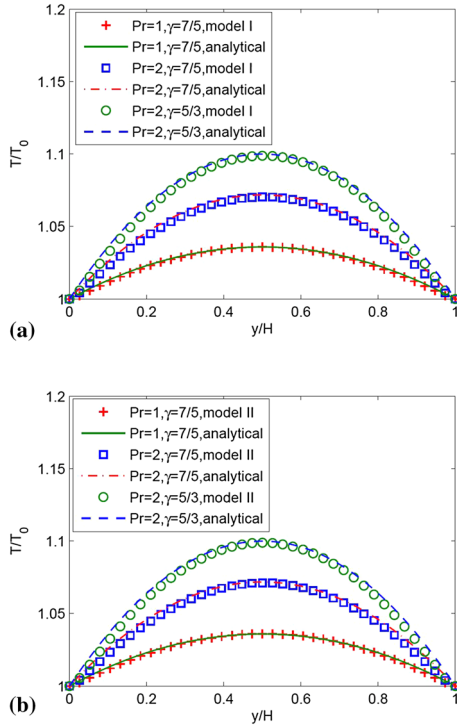 1.2
Pr=1,γ=7/5,model I
Pr=1,γ=7/5,analytical
Pr=2,γ=7/5,model I
1.15
Pr=2,γ=7/5,analytical
Pr=2,γ=5/3,model I
Pr=2,γ=5/3,analytical
T/T0
1.1
1.05
1
0 0.2 0.4 0.6 0.8 1
(a)
y/H
1.2
Pr=1,γ=7/5,model II
Pr=1,γ=7/5,analytical
Pr=2,γ=7/5,model II
1.15
Pr=2,γ=7/5,analytical
Pr=2,γ=5/3,model II
Pr=2,γ=5/3,analytical
T/T0
1.1
1.05
1
0 0.2 0.4 0.6 0.8 1
(b)
y/H